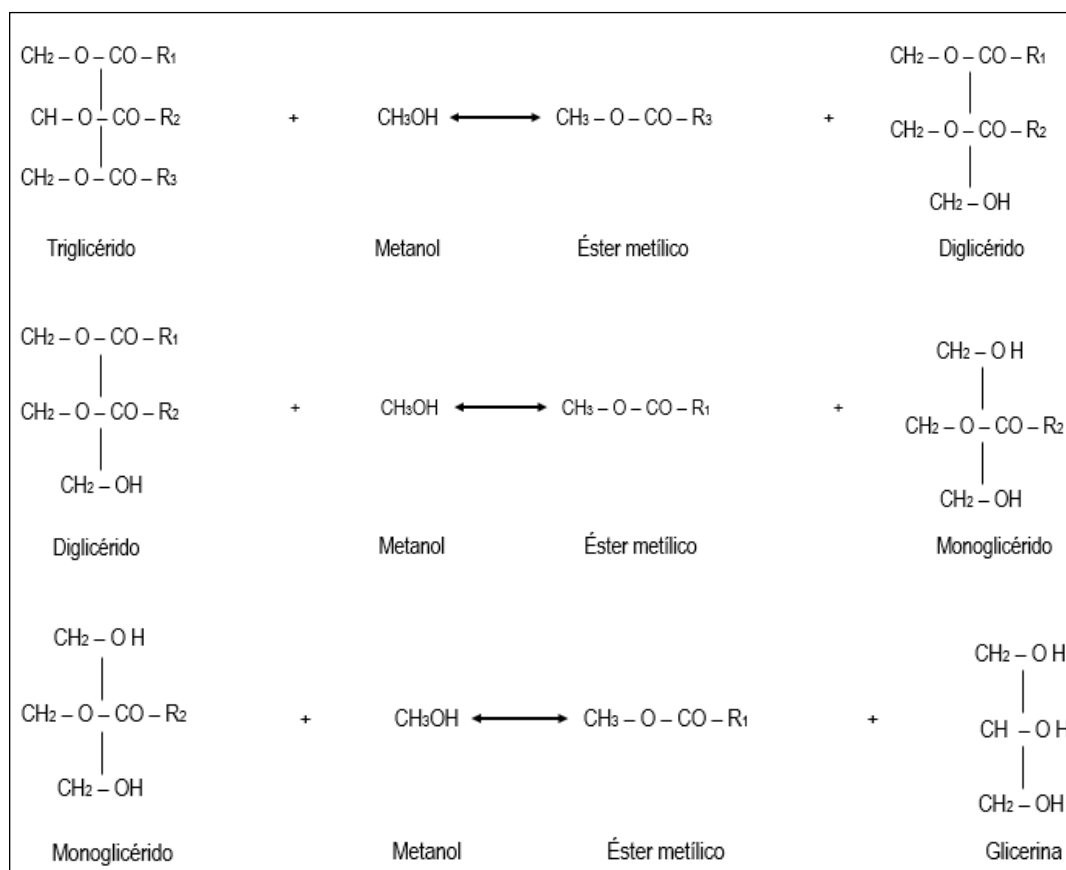 CH₂ – O – CO – R₁ CH₂ – O – CO – R₁
CH – O – CO – R₂ + CH₃OH ⟷ CH₃ – O – CO – R₃ + CH₂ – O – CO – R₂
CH₂ – O – CO – R₃ CH₂ – OH
Triglicérido Metanol Éster metílico Diglicérido
CH₂ – O – CO – R₁ CH₂ – O H
CH₂ – O – CO – R₂ + CH₃OH ⟷ CH₃ – O – CO – R₁ + CH₂ – O – CO – R₂
CH₂ – OH CH₂ – OH
Diglicérido Metanol Éster metílico Monoglicérido
CH₂ – O H CH₂ – O H
CH₂ – O – CO – R₂ + CH₃OH ⟷ CH₃ – O – CO – R₁ + CH – O H
CH₂ – OH CH₂ – OH
Monoglicérido Metanol Éster metílico Glicerina